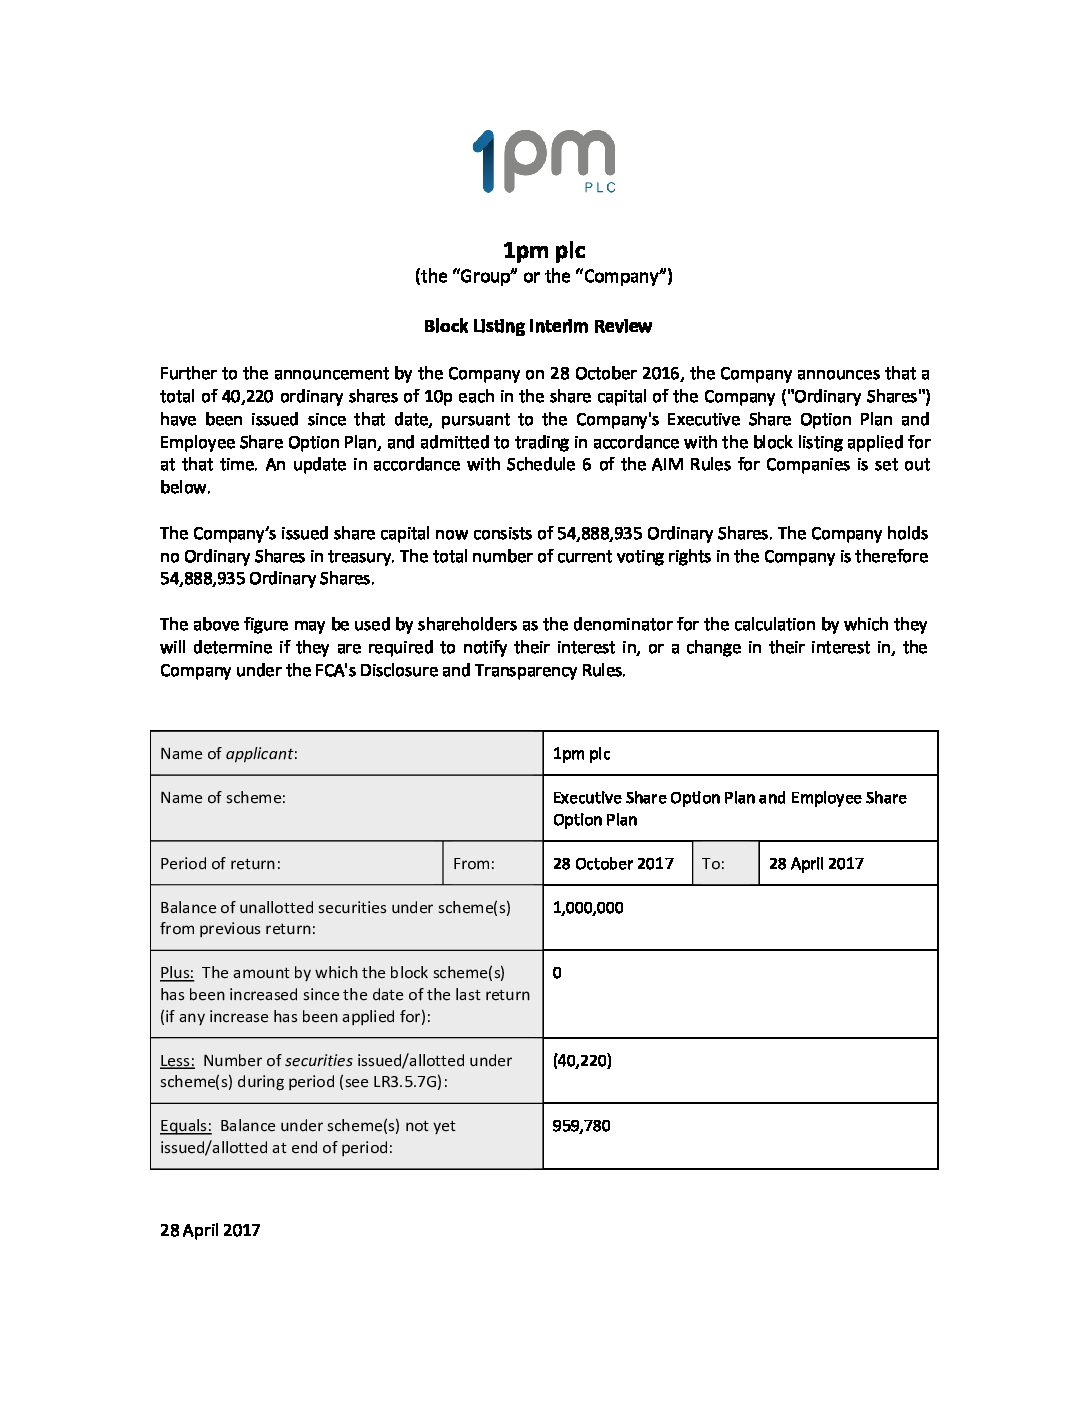 1pm
PLC
1pm plc
(the “Group” or the “Company”)
Block Listing Interim Review
Further to the announcement by the Company on 28 October 2016, the Company announces that a
total of 40,220 ordinary shares of 10p each in the share capital of the Company ("Ordinary Shares")
have been issued since that date, pursuant to the Company's Executive Share Option Plan and
Employee Share Option Plan, and admitted to trading in accordance with the block listing applied for
at that time. An update in accordance with Schedule 6 of the AIM Rules for Companies is set out
below.
The Company’s issued share capital now consists of 54,888,935 Ordinary Shares. The Company holds
no Ordinary Shares in treasury. The total number of current voting rights in the Company is therefore
54,888,935 Ordinary Shares.
The above figure may be used by shareholders as the denominator for the calculation by which they
will determine if they are required to notify their interest in, or a change in their interest in, the
Company under the FCA's Disclosure and Transparency Rules.
Name of applicant: 1pm plc
Name of scheme: Executive Share Option Plan and Employee Share
Option Plan
Period of return: From: 28 October 2017 To: 28 April 2017
Balance of unallotted securities under scheme(s) 1,000,000
from previous return:
Plus: The amount by which the block scheme(s) 0
has been increased since the date of the last return
(if any increase has been applied for):
Less: Number of securities issued/allotted under (40,220)
scheme(s) during period (see LR3.5.7G):
Equals: Balance under scheme(s) not yet 959,780
issued/allotted at end of period:
28 April 2017